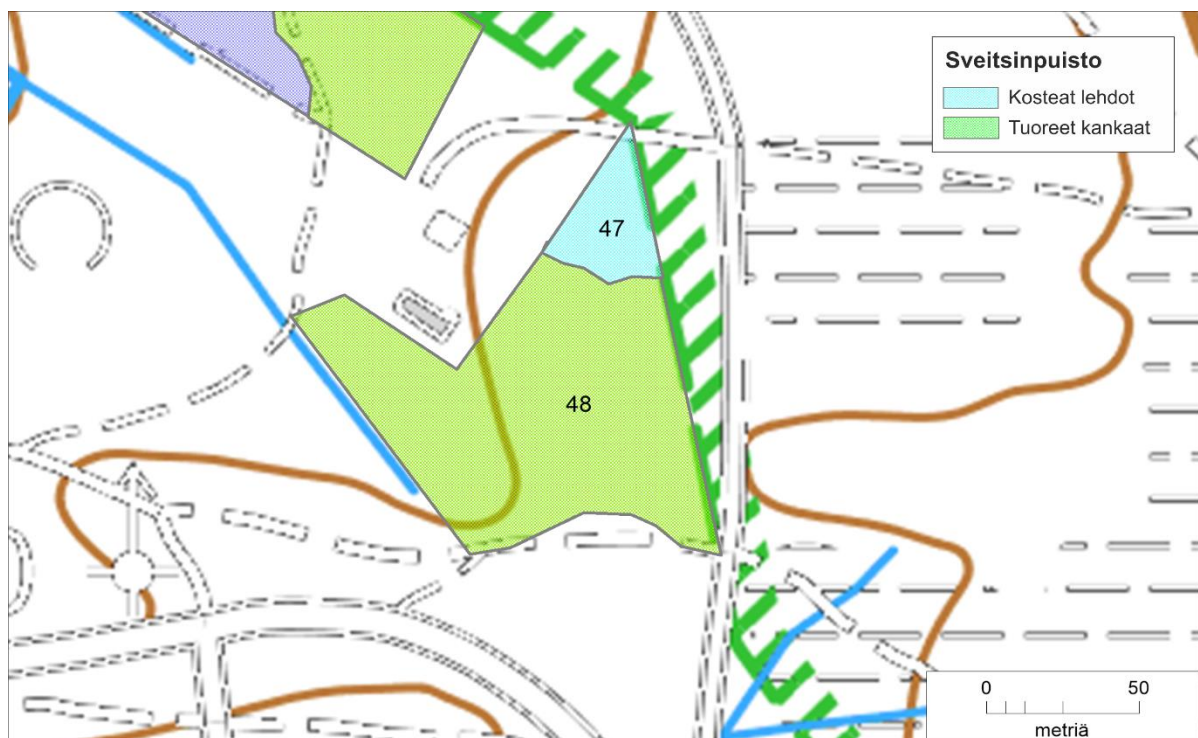 Sveitsinpuisto
Kosteat lehdot
Tuoreet kankaat
47
48
0 50
metriä